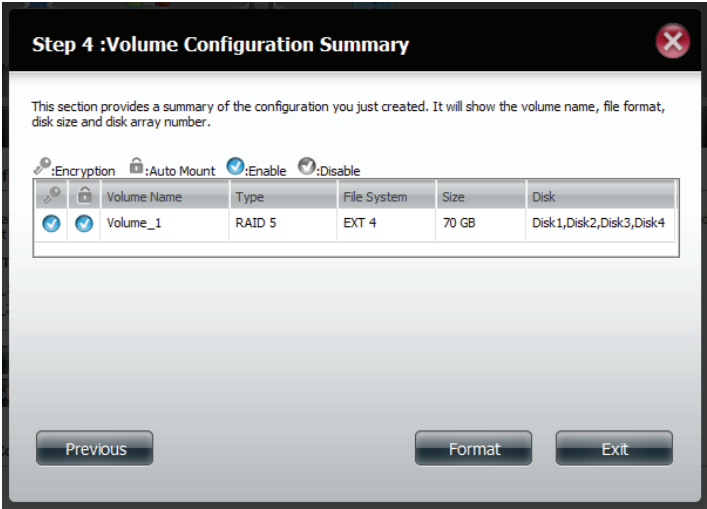 Step 4 :Volume Configuration Summary
This section provides a summary of the configuration you just created. It will show the volume name, file format,
disk size and disk array number.
:Encryption :Auto Mount :Enable :Disable
Volume Name Type File System Size Disk
Volume_1 RAID 5 EXT 4 70 GB Disk1,Disk2,Disk3,Disk4
Previous Format Exit